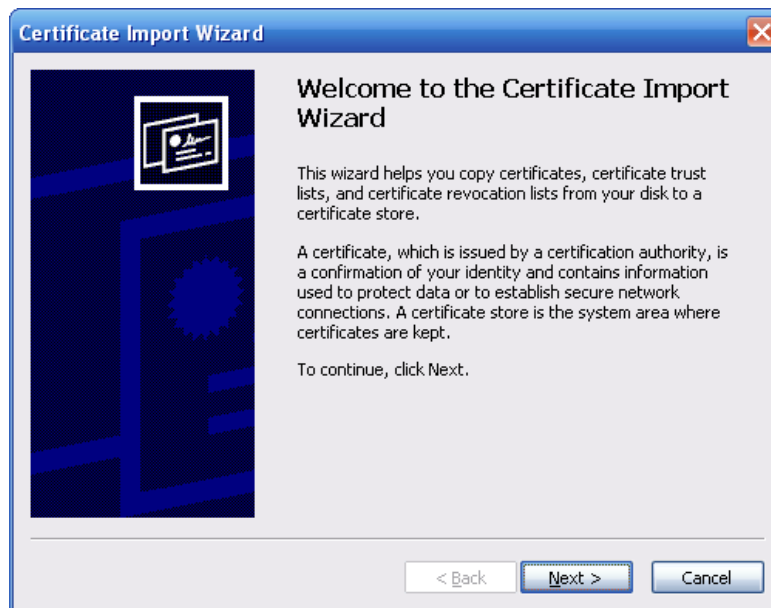 Certificate Import Wizard
Welcome to the Certificate Import
Wizard
This wizard helps you copy certificates, certificate trust
lists, and certificate revocation lists from your disk to a
certificate store.
A certificate, which is issued by a certification authority, is
a confirmation of your identity and contains information
used to protect data or to establish secure network
connections. A certificate store is the system area where
certificates are kept.
To continue, click Next.
< Back Next > Cancel